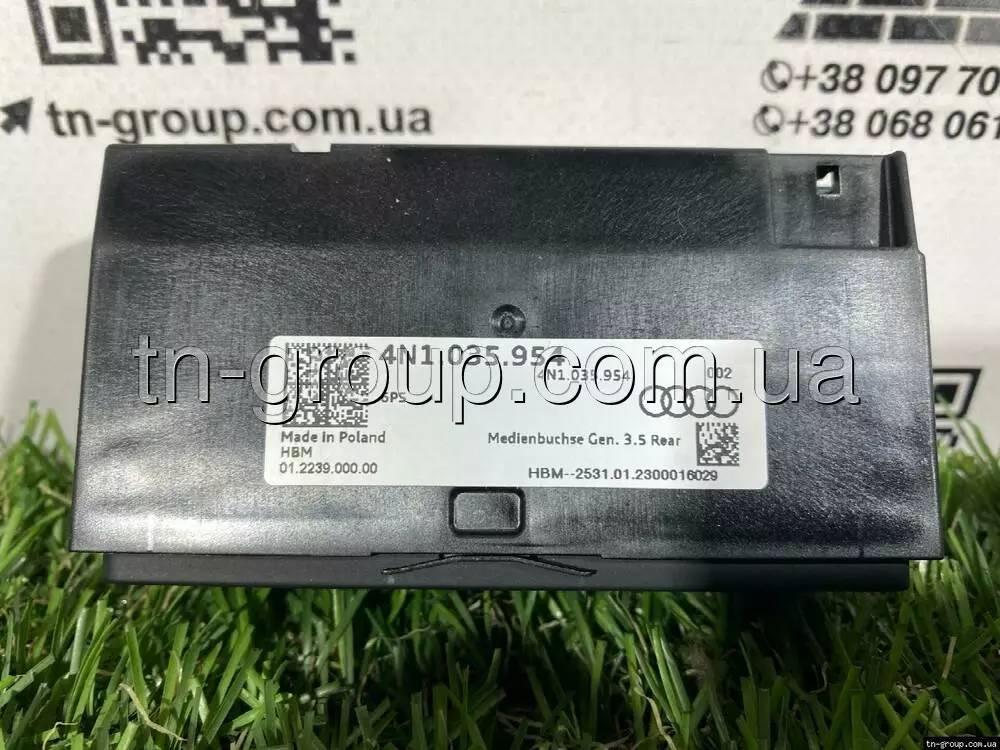 +38 097 70
tn-group.com.ua
+38 068 061
4N1.035.954
4N1.035.954
002
tn-group.com.ua
Made in Poland
HBM
01.2239.000.00
Medienbuchse Gen. 3.5 Rear
HBM--2531.01.2300016029
tn-group.com.ua